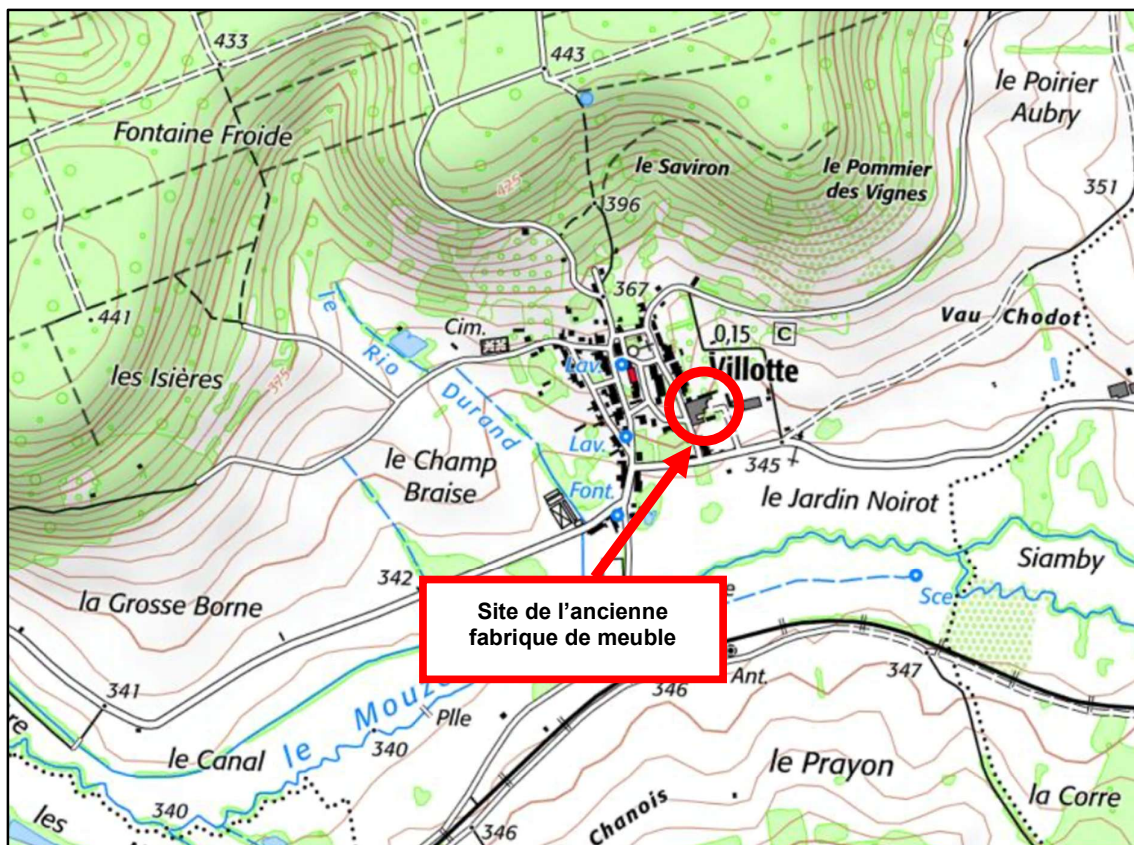 433
443
le Poirier
Aubry
Fontaine Froide
le Saviron
le Pommier
des Vignes
425
351
396
367
le
441
Cim.
0,15
C
Vau Chodot
Rio
Lav.
Villotte
les Isières
375
Durand
Lav.
345
le Champ
Braise
Font.
le Jardin Noirot
Siamby
342
Sce
la Grosse Borne
Site de l’ancienne
fabrique de meuble
347
341
346
Ant.
le Mouz
Plle
le Canal
340
le Prayon
la Corre
340
346
Chanois
les